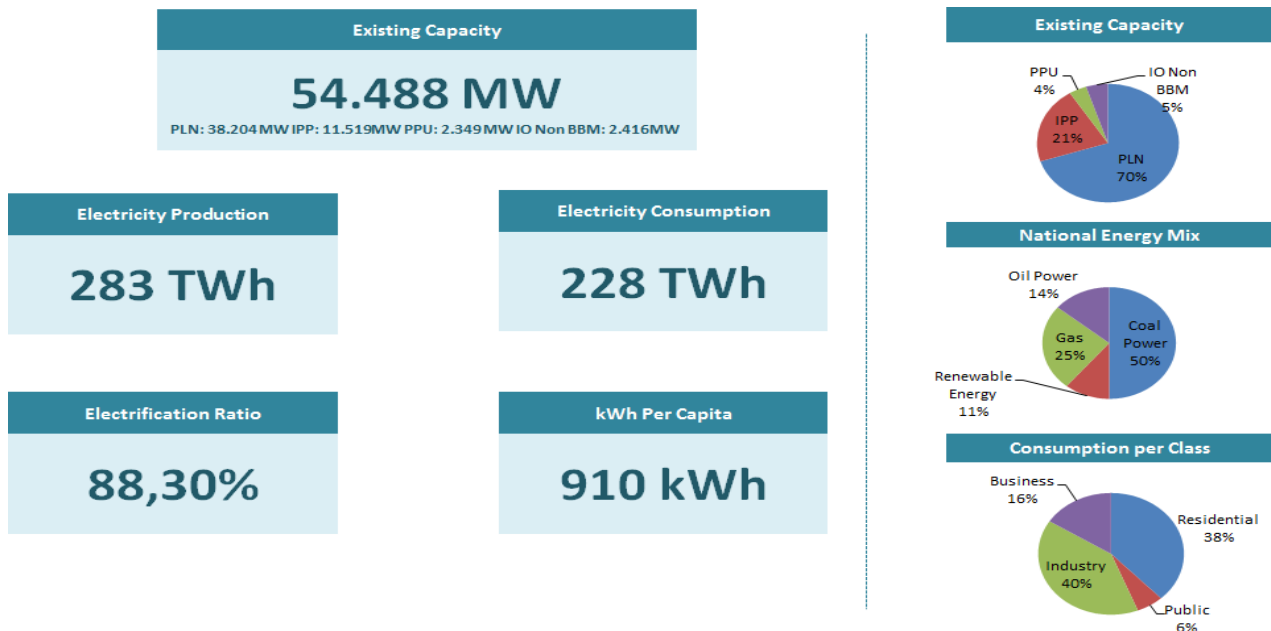 Existing Capacity
54.488 MW
PLN: 38.204 MW IPP: 11.519MW PPU: 2.349 MW IO Non BBM: 2.416MW
Electricity Production
283 TWh
Electricity Consumption
228 TWh
Electrification Ratio
88,30%
kWh Per Capita
910 kWh
Existing Capacity
PPU
4%
IO Non
BBM
5%
IPP
21%
PLN
70%
National Energy Mix
Oil Power
14%
Coal
Power
50%
Gas
25%
Renewable
Energy
11%
Consumption per Class
Business
16%
Residential
38%
Industry
40%
Public
6%